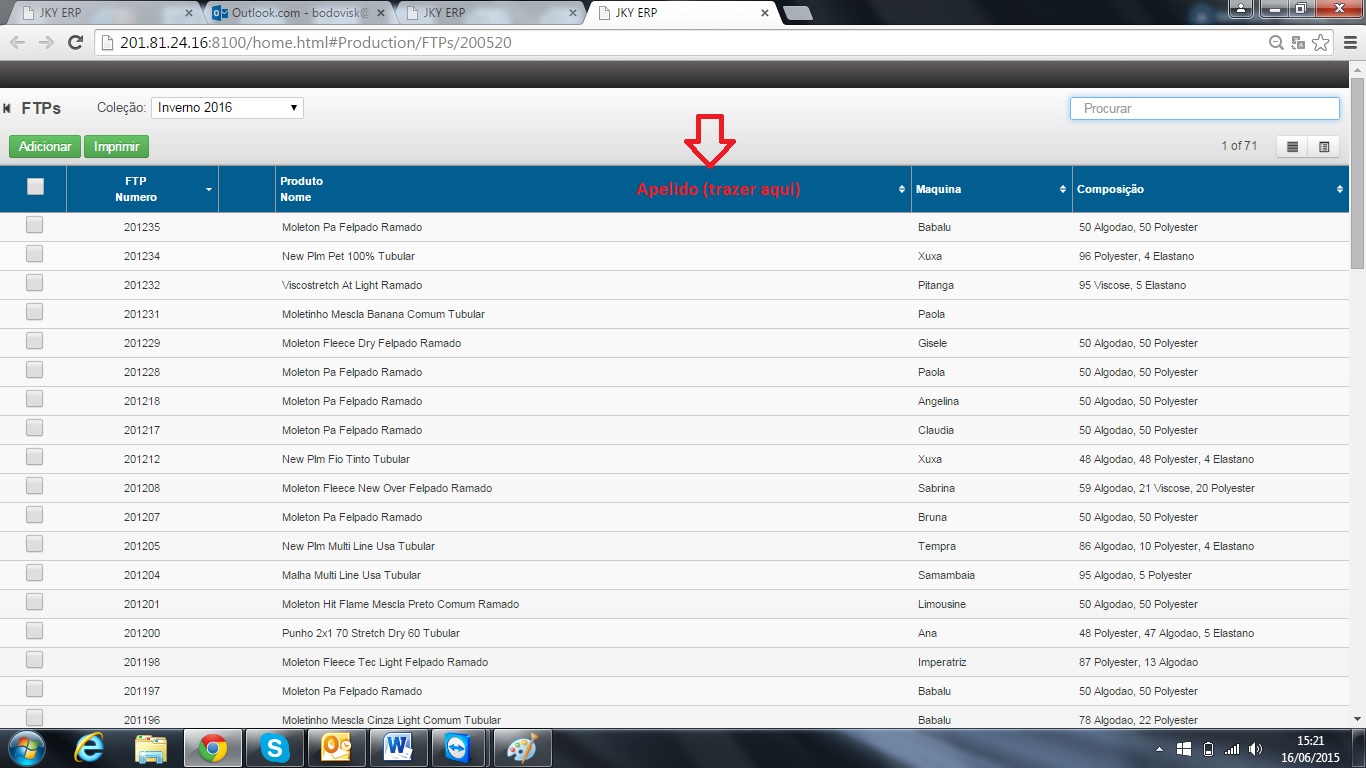 JKY ERP
Outlook.com - bodovisk@
JKY ERP
JKY ERP
201.81.24.16:8100/home.html#Production/FTPs/200520
FTPs
Coleção:
Inverno 2016
Procurar
Adicionar
Imprimir
1 of 71
FTP
Numero
Produto
Nome
Apelido (trazer aqui)
Maquina
Composição
201235 Moleton Pa Felpado Ramado Babalu 50 Algodao, 50 Polyester
201234 New Plm Pet 100% Tubular Xuxa 96 Polyester, 4 Elastano
201232 Viscostretch At Light Ramado Pitanga 95 Viscose, 5 Elastano
201231 Moletinho Mescla Banana Comum Tubular Paola
201229 Moleton Fleece Dry Felpado Ramado Gisele 50 Algodao, 50 Polyester
201228 Moleton Pa Felpado Ramado Paola 50 Algodao, 50 Polyester
201218 Moleton Pa Felpado Ramado Angelina 50 Algodao, 50 Polyester
201217 Moleton Pa Felpado Ramado Claudia 50 Algodao, 50 Polyester
201212 New Plm Fio Tinto Tubular Xuxa 48 Algodao, 48 Polyester, 4 Elastano
201208 Moleton Fleece New Over Felpado Ramado Sabrina 59 Algodao, 21 Viscose, 20 Polyester
201207 Moleton Pa Felpado Ramado Bruna 50 Algodao, 50 Polyester
201205 New Plm Multi Line Usa Tubular Tempra 86 Algodao, 10 Polyester, 4 Elastano
201204 Malha Multi Line Usa Tubular Samambaia 95 Algodao, 5 Polyester
201201 Moleton Hit Flame Mescla Preto Comum Ramado Limousine 50 Algodao, 50 Polyester
201200 Punho 2x1 70 Stretch Dry 60 Tubular Ana 48 Polyester, 47 Algodao, 5 Elastano
201198 Moleton Fleece Tec Light Felpado Ramado Imperatriz 87 Polyester, 13 Algodao
201197 Moleton Pa Felpado Ramado Babalu 50 Algodao, 50 Polyester
201196 Moletinho Mescla Cinza Light Comum Tubular Babalu 78 Algodao, 22 Polyester
15:21
16/06/2015